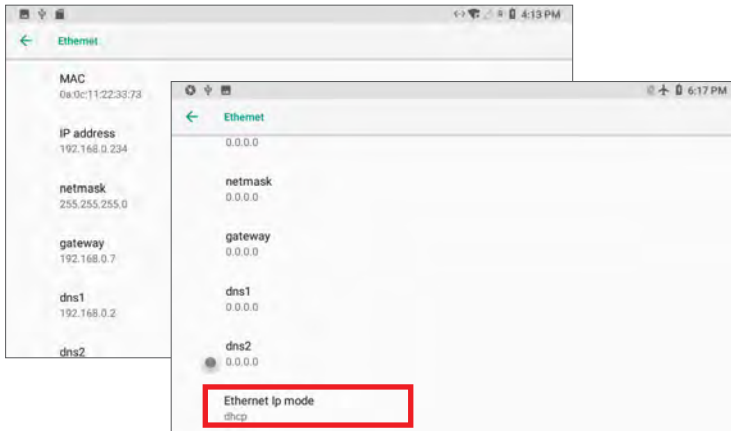 4:13 PM
Ethernet
MAC
0a:0c:11:22:33:73
IP address
192.168.0.234
netmask
255.255.255.0
gateway
192.168.0.7
dns1
192.168.0.2
dns2
6:17 PM
Ethernet
0.0.0.0
netmask
0.0.0.0
gateway
0.0.0.0
dns1
0.0.0.0
dns2
0.0.0.0
Ethernet Ip mode
dhcp